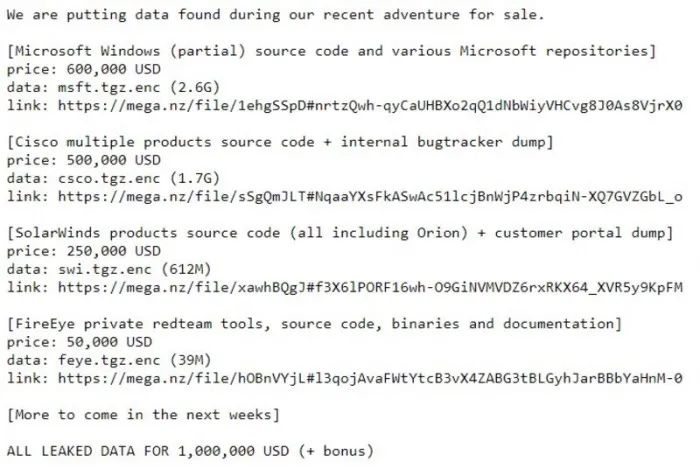 We are putting data found during our recent adventure for sale.
[Microsoft Windows (partial) source code and various Microsoft repositories]
price: 600,000 USD
data: msft.tgz.enc (2.6G)
link: https://mega.nz/file/1ehgSSpD#nrtzQwh-qyCaUHBXo2qQ1dNbWiyVHCvg8J0As8VjrX0
[Cisco multiple products source code + internal bugtracker dump]
price: 500,000 USD
data: csco.tgz.enc (1.7G)
link: https://mega.nz/file/sSgQmJLT#NqaaYXsFkASwAc51lcjBnWjP4zrbqiN-XQ7GVZGbL_o
[SolarWinds products source code (all including Orion) + customer portal dump]
price: 250,000 USD
data: swi.tgz.enc (612M)
link: https://mega.nz/file/xawhBQgJ#f3X6lPORF16wh-O9GiNVMVDZ6rxRKX64_XVR5y9KpFM
[FireEye private redteam tools, source code, binaries and documentation]
price: 50,000 USD
data: feye.tgz.enc (39M)
link: https://mega.nz/file/hOBnVYjL#l3qojAvaFWtYtcB3vX4ZABG3tBLGyhJarBBbYaHnM-0
[More to come in the next weeks]
ALL LEAKED DATA FOR 1,000,000 USD (+ bonus)